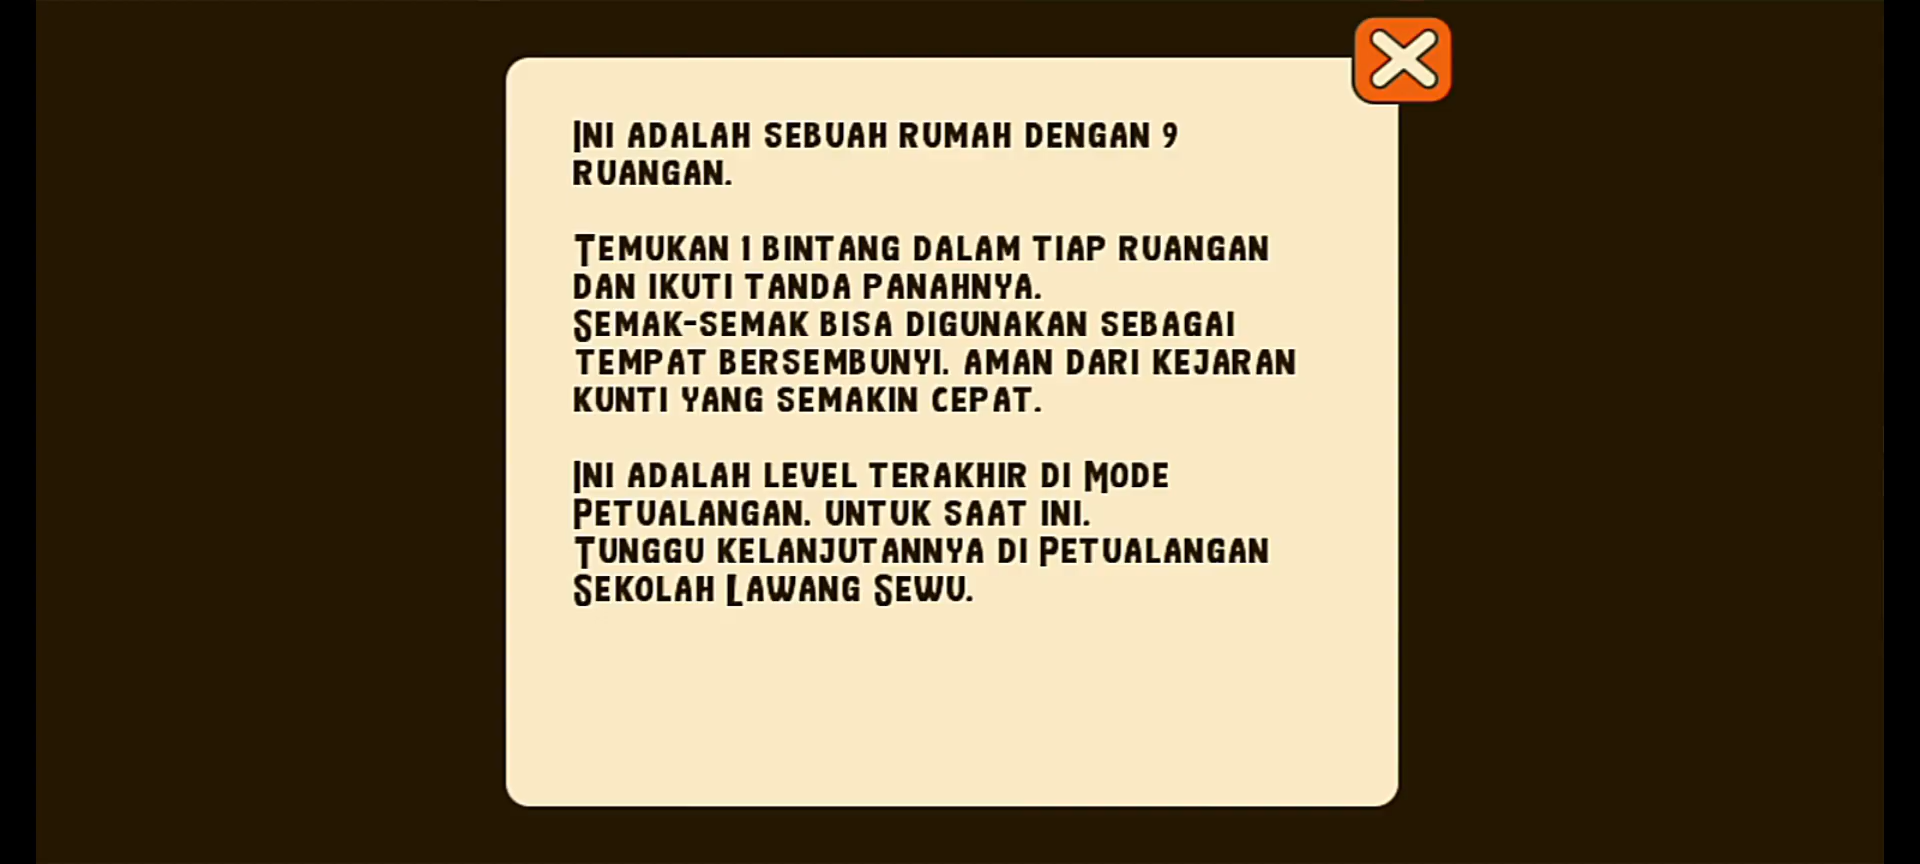 Ini adalah sebuah rumah dengan 9
ruangan.
Temukan 1 bintang dalam tiap ruangan
dan ikuti tanda panahnya.
Semak-semak bisa digunakan sebagai
tempat bersembunyi. aman dari kejaran
kunti yang semakin cepat.
Ini adalah level terakhir di Mode
Petualangan. untuk saat ini.
Tunggu kelanjutannya di Petualangan
Sekolah Lawang Sewu.